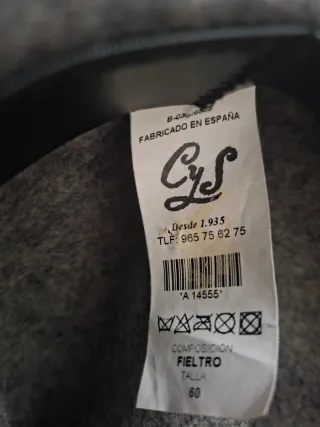 FABRICADO EN ESPAÑA
CyS
Desde 1.935
TLF: 965 75 62 75
*A 14555*
COMPOSICION
FIELTRO
TALLA
60